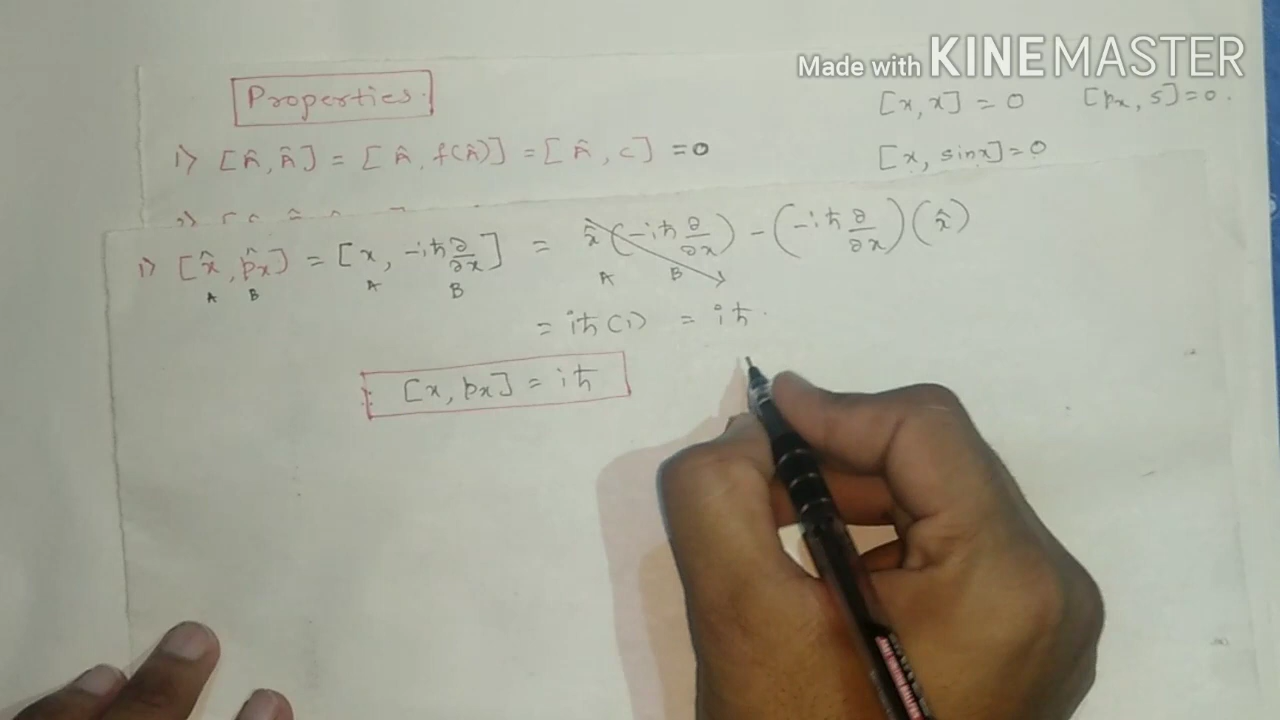 Made with KINEMASTER
Properties.
[x, x] = 0 [px, 5] = 0.
1) [Â, Â] = [Â, f(Â)] = [Â, c] = 0
[x, sinx] = 0
1) [x̂, p̂x] = [x, -iħ ∂/∂x] = x̂ (-iħ ∂/∂x) - (-iħ ∂/∂x)(x̂)
A B A B A B
= iħ(1) = iħ.
[x, px] = iħ